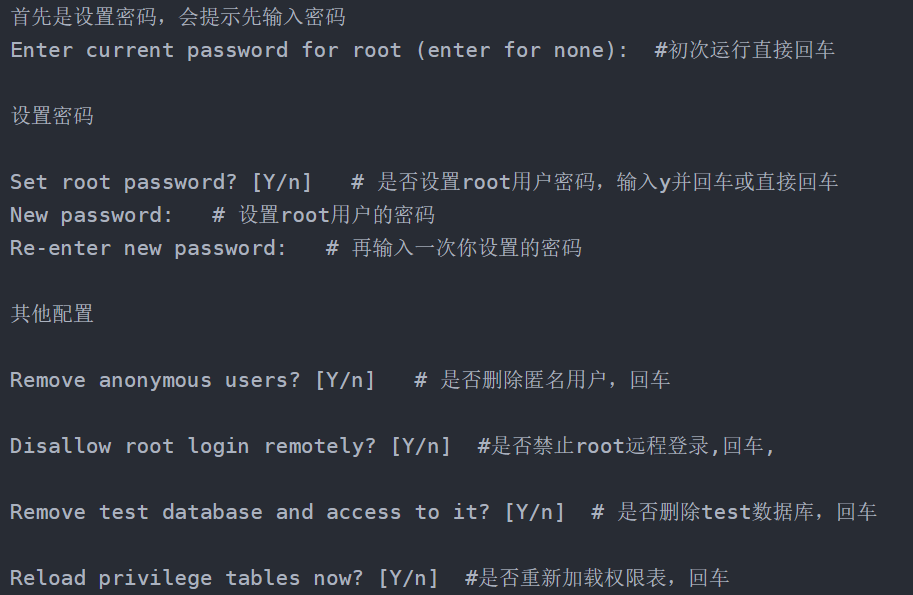 首先是设置密码，会提示先输入密码
Enter current password for root (enter for none):  #初次运行直接回车
设置密码
Set root password? [Y/n]   # 是否设置root用户密码，输入y并回车或直接回车
New password:   # 设置root用户的密码
Re-enter new password:   # 再输入一次你设置的密码
其他配置
Remove anonymous users? [Y/n]   # 是否删除匿名用户，回车
Disallow root login remotely? [Y/n]  #是否禁止root远程登录,回车,
Remove test database and access to it? [Y/n]  # 是否删除test数据库，回车
Reload privilege tables now? [Y/n]  #是否重新加载权限表，回车